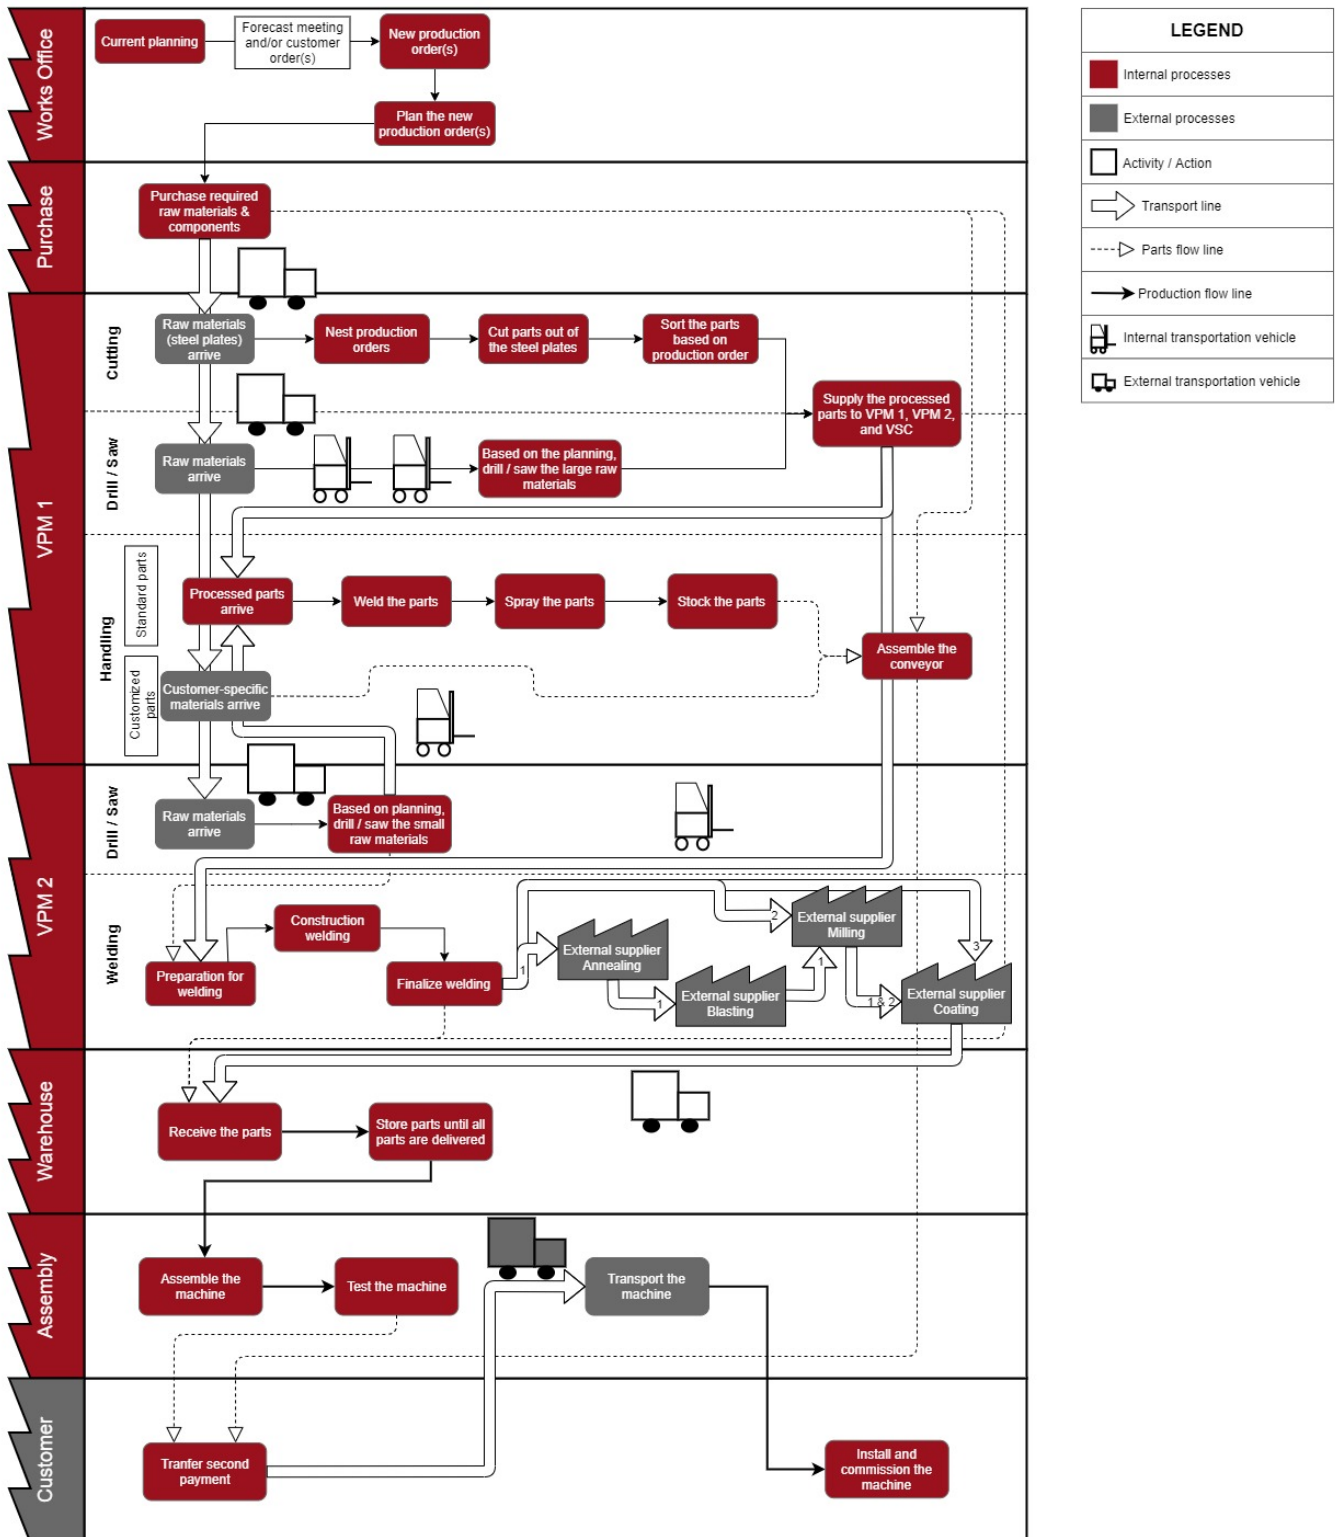 Works Office
Current planning
Forecast meeting
and/or customer
order(s)
New production
order(s)
Plan the new
production order(s)
Purchase
Purchase required
raw materials &
components
VPM 1
Cutting
Raw materials
(steel plates)
arrive
Nest production
orders
Cut parts out of
the steel plates
Sort the parts
based on
production order
Supply the processed
parts to VPM 1, VPM 2,
and VSC
Drill / Saw
Raw materials
arrive
Based on the planning,
drill / saw the large raw
materials
Handling
Standard parts
Processed parts
arrive
Weld the parts
Spray the parts
Stock the parts
Assemble the
conveyor
Customized
parts
Customer-specific
materials arrive
VPM 2
Drill / Saw
Raw materials
arrive
Based on planning,
drill / saw the small
raw materials
Welding
Preparation for
welding
Construction
welding
Finalize welding
1
External supplier
Annealing
1
External supplier
Blasting
1
2
External supplier
Milling
1 & 2
3
External supplier
Coating
Warehouse
Receive the parts
Store parts until all
parts are delivered
Assembly
Assemble the
machine
Test the machine
Transport the
machine
Customer
Tranfer second
payment
Install and
commission the
machine
LEGEND
Internal processes
External processes
Activity / Action
Transport line
Parts flow line
Production flow line
Internal transportation vehicle
External transportation vehicle